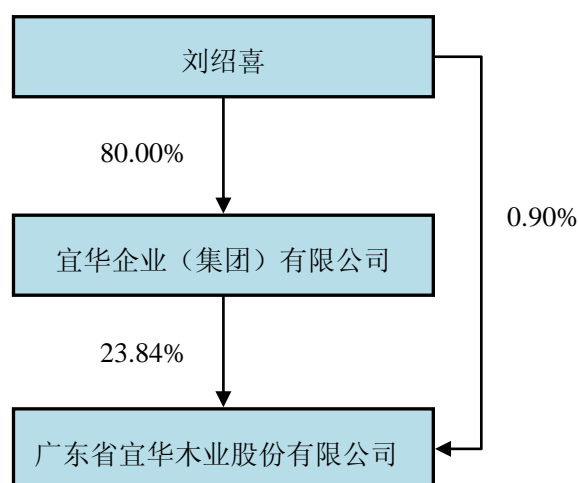 刘绍喜
80.00%
0.90%
宜华企业（集团）有限公司
23.84%
广东省宜华木业股份有限公司